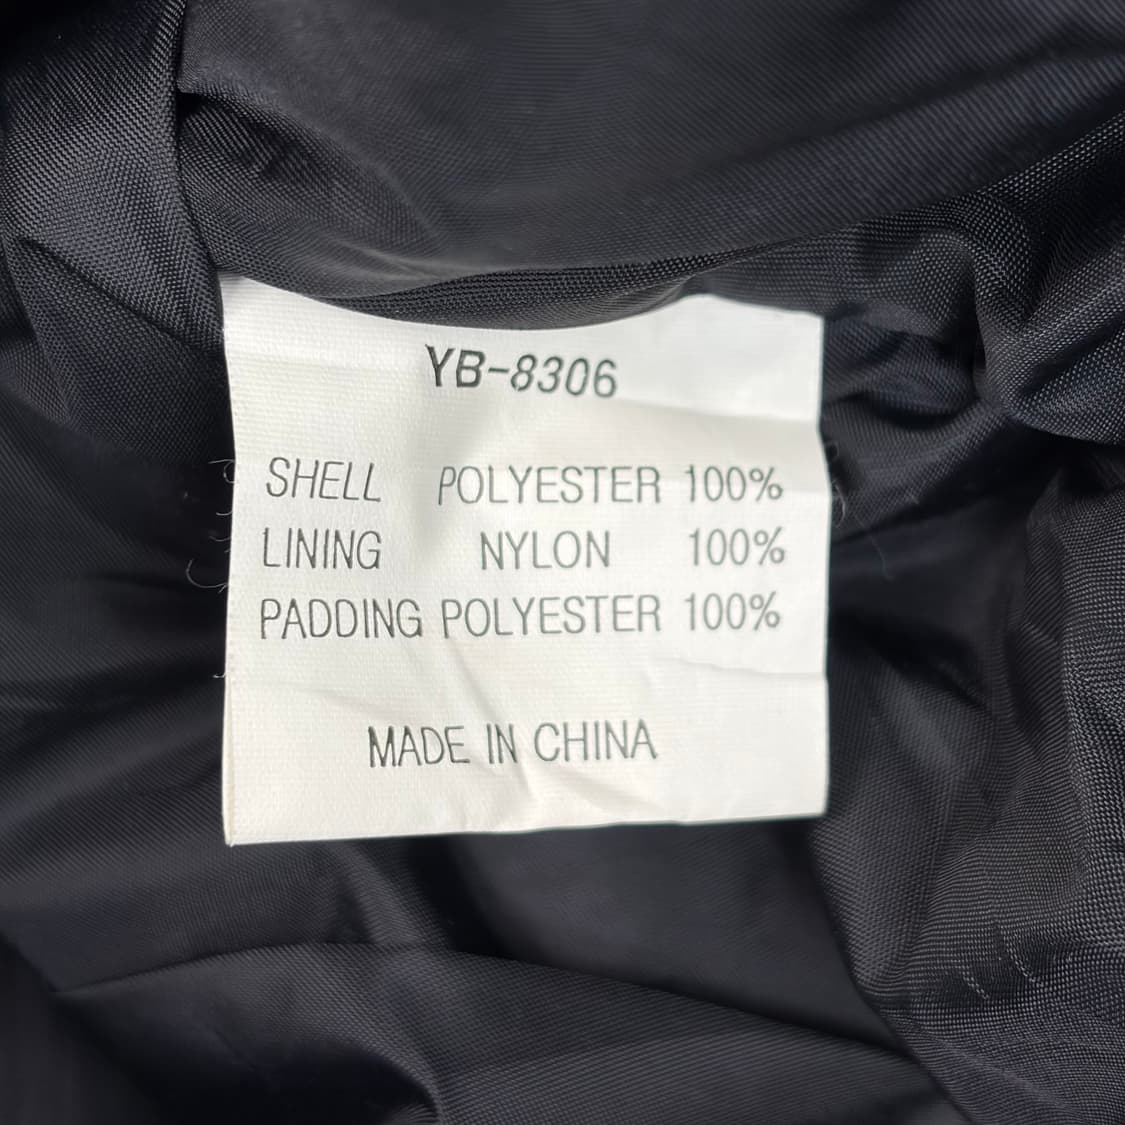 YB-8306
SHELL POLYESTER 100%
LINING NYLON 100%
PADDING POLYESTER 100%
MADE IN CHINA